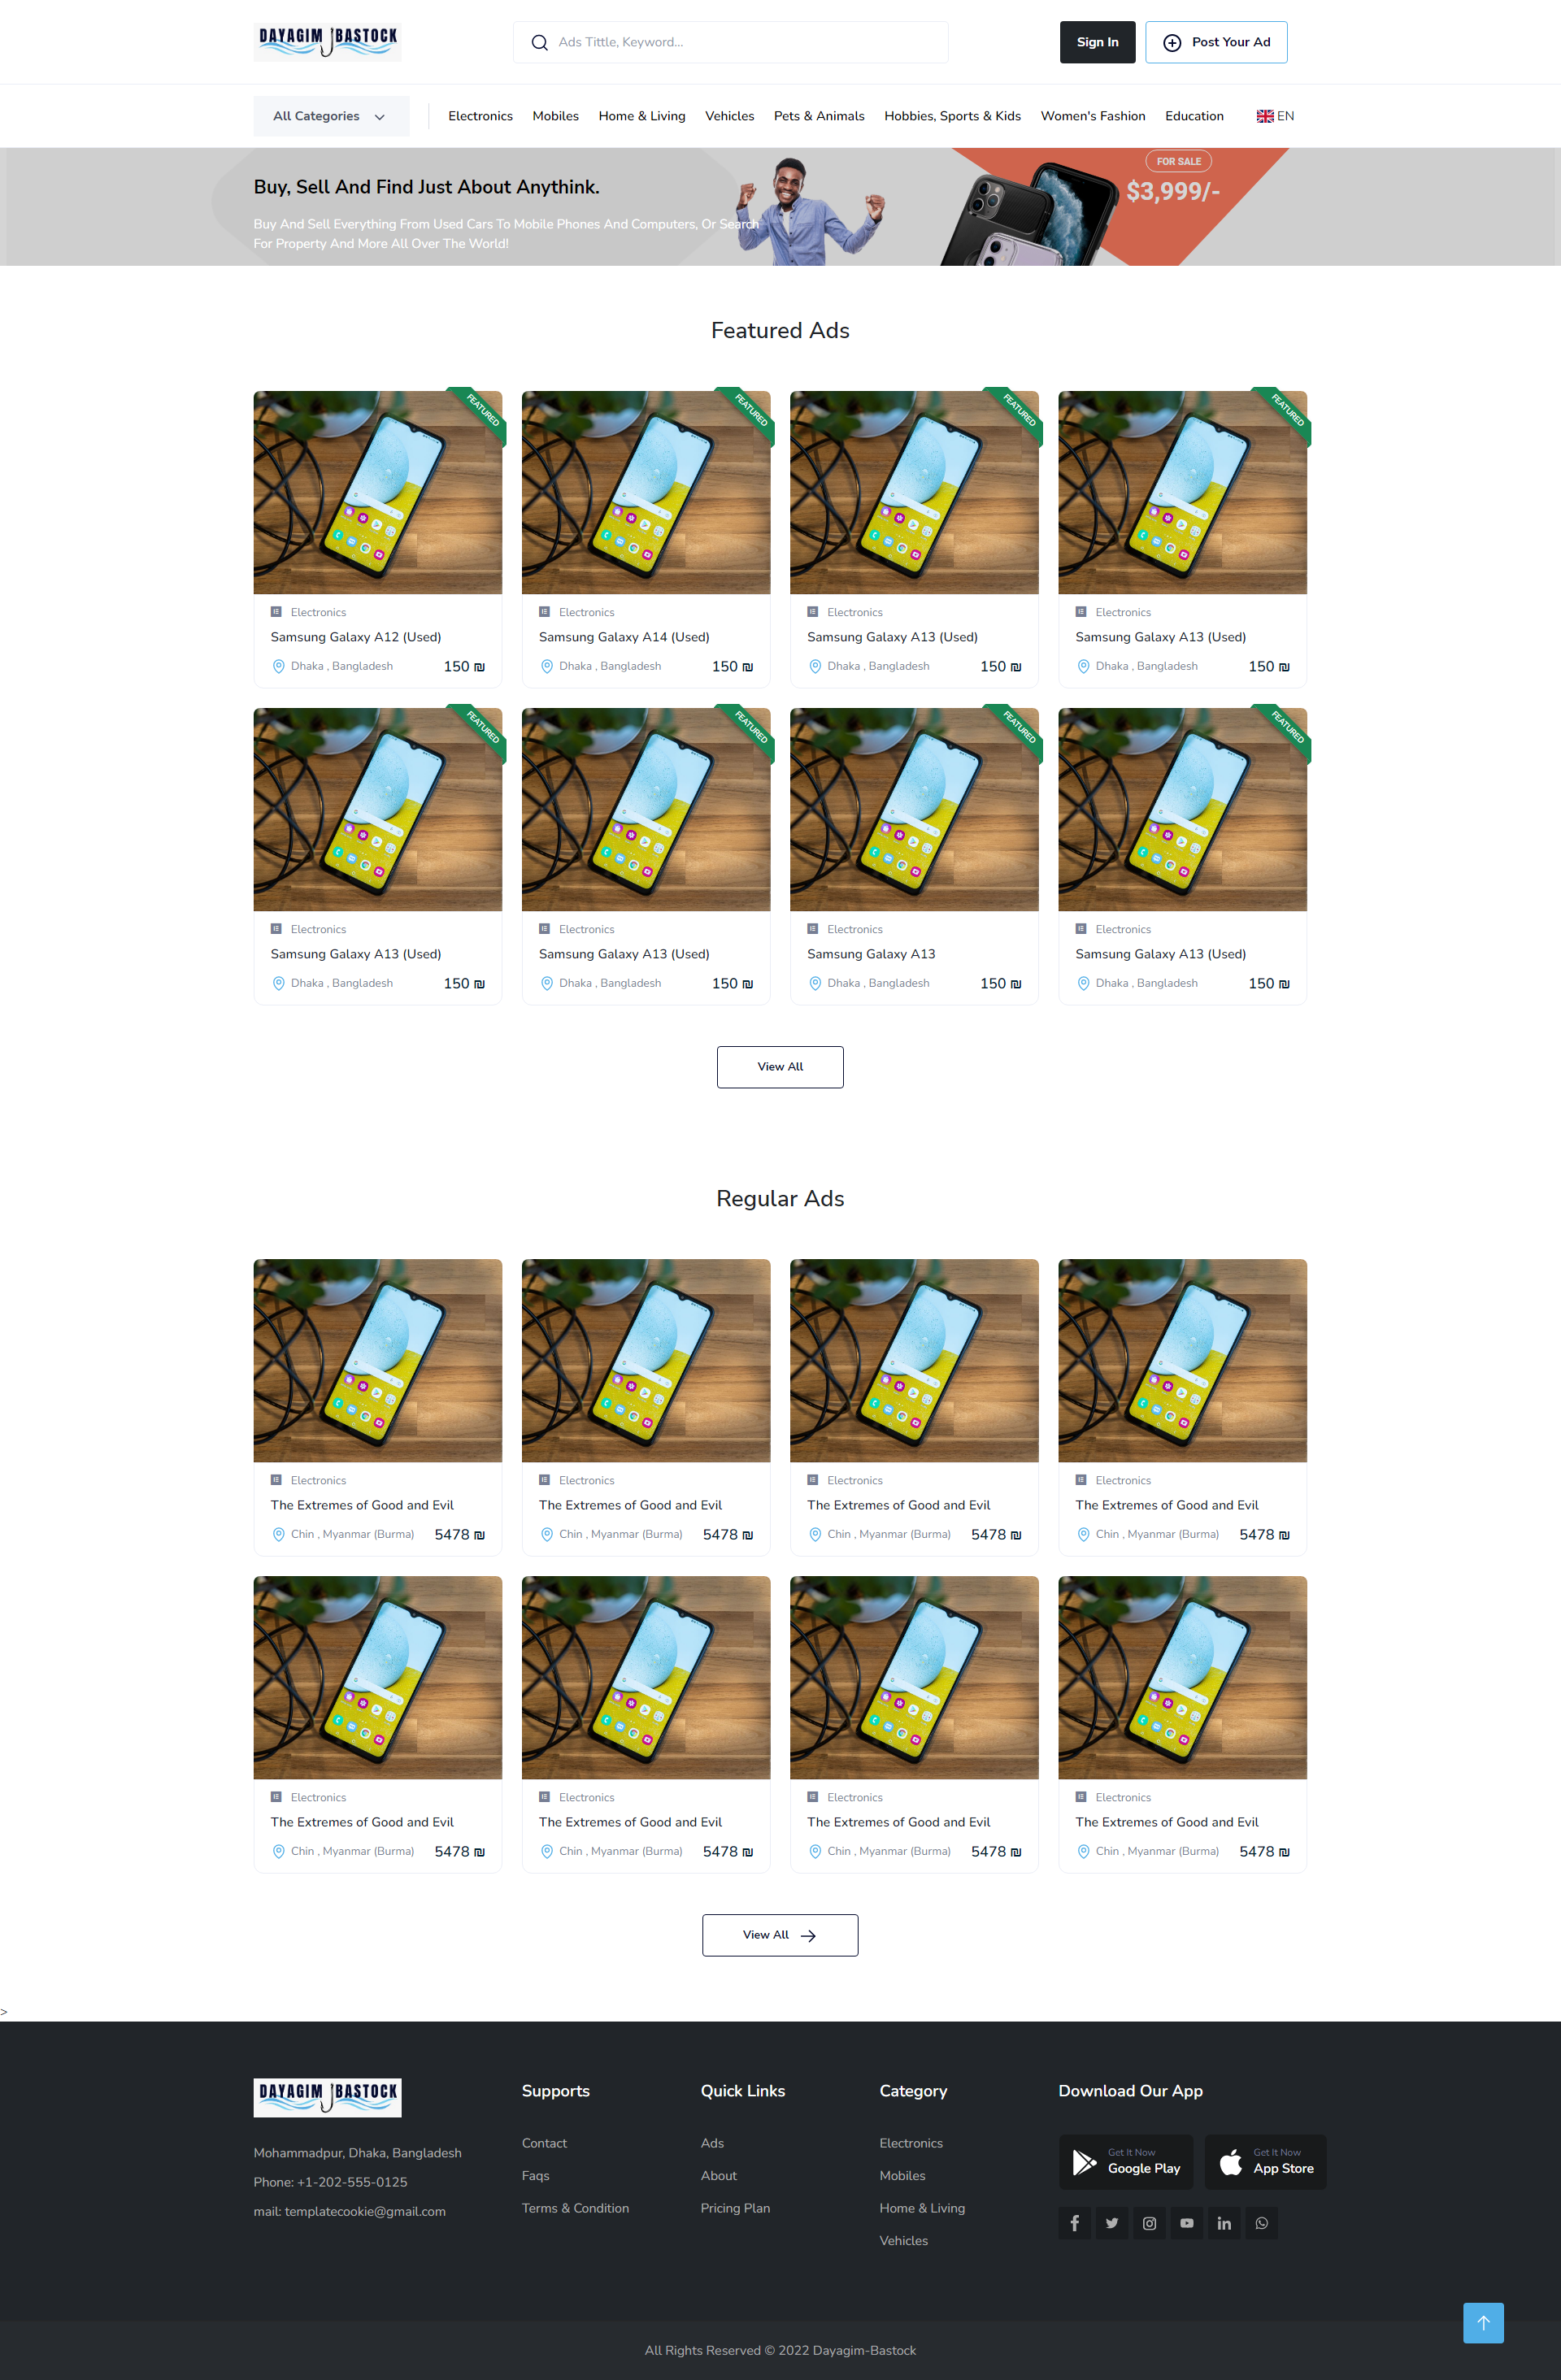 DAYAGIM BASTOCK
Ads Tittle, Keyword...
Sign In
Post Your Ad
All Categories
Electronics
Mobiles
Home & Living
Vehicles
Pets & Animals
Hobbies, Sports & Kids
Women's Fashion
Education
EN
Buy, Sell And Find Just About Anythink.
Buy And Sell Everything From Used Cars To Mobile Phones And Computers, Or Search
For Property And More All Over The World!
FOR SALE
$3,999/-
Featured Ads
FEATURED
Electronics
Samsung Galaxy A12 (Used)
Dhaka , Bangladesh 150 ₪
FEATURED
Electronics
Samsung Galaxy A14 (Used)
Dhaka , Bangladesh 150 ₪
FEATURED
Electronics
Samsung Galaxy A13 (Used)
Dhaka , Bangladesh 150 ₪
FEATURED
Electronics
Samsung Galaxy A13 (Used)
Dhaka , Bangladesh 150 ₪
FEATURED
Electronics
Samsung Galaxy A13 (Used)
Dhaka , Bangladesh 150 ₪
FEATURED
Electronics
Samsung Galaxy A13 (Used)
Dhaka , Bangladesh 150 ₪
FEATURED
Electronics
Samsung Galaxy A13
Dhaka , Bangladesh 150 ₪
FEATURED
Electronics
Samsung Galaxy A13 (Used)
Dhaka , Bangladesh 150 ₪
View All
Regular Ads
Electronics
The Extremes of Good and Evil
Chin , Myanmar (Burma) 5478 ₪
Electronics
The Extremes of Good and Evil
Chin , Myanmar (Burma) 5478 ₪
Electronics
The Extremes of Good and Evil
Chin , Myanmar (Burma) 5478 ₪
Electronics
The Extremes of Good and Evil
Chin , Myanmar (Burma) 5478 ₪
Electronics
The Extremes of Good and Evil
Chin , Myanmar (Burma) 5478 ₪
Electronics
The Extremes of Good and Evil
Chin , Myanmar (Burma) 5478 ₪
Electronics
The Extremes of Good and Evil
Chin , Myanmar (Burma) 5478 ₪
Electronics
The Extremes of Good and Evil
Chin , Myanmar (Burma) 5478 ₪
View All
>
DAYAGIM BASTOCK
Mohammadpur, Dhaka, Bangladesh
Phone: +1-202-555-0125
mail: templatecookie@gmail.com
Supports
Contact
Faqs
Terms & Condition
Quick Links
Ads
About
Pricing Plan
Category
Electronics
Mobiles
Home & Living
Vehicles
Download Our App
Get It Now
Google Play
Get It Now
App Store
All Rights Reserved © 2022 Dayagim-Bastock